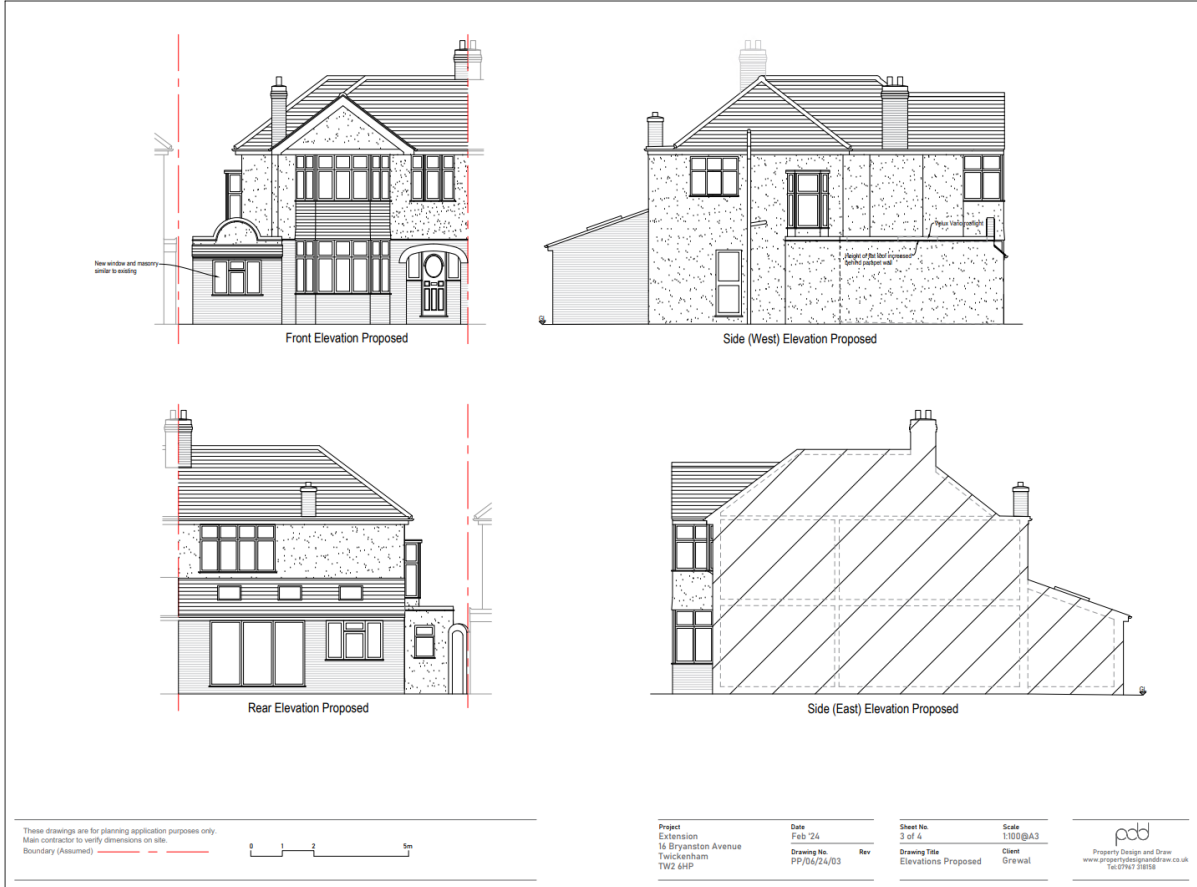 New window and masonry
similar to existing
Front Elevation Proposed
Height of flat roof increased
behind parapet wall
Side (West) Elevation Proposed
Rear Elevation Proposed
Side (East) Elevation Proposed
These drawings are for planning application purposes only.
Main contractor to verify dimensions on site.
Boundary (Assumed)
0 1 2 5m
Project
Extension
16 Bryanston Avenue
Twickenham
TW2 6HP
Date
Feb '24
Drawing No. Rev
PP/06/24/03
Sheet No.
3 of 4
Drawing Title
Elevations Proposed
Scale
1:100@A3
Client
Grewal
pdd
Property Design and Draw
www.propertydesignanddraw.co.uk
Tel:07967 318158